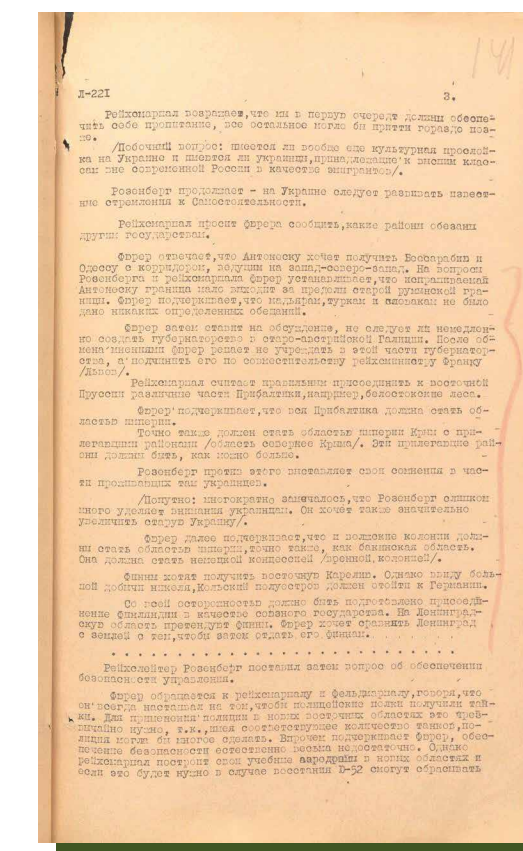 141
Л-221
3.
Рейхсмаршал возражает,что мы в первую очередь должны обеспе-
чить себе пропитание, все остальное могло бы притти гораздо поз-
же.
/Побочный вопрос: имеется ли вообще еще культурная прослой-
ка на Украине и имеются ли украинцы,принадлежащие к высшим клас-
сам вне современной России в качестве эмигрантов/.
Розенберг продолжает - на Украине следует развивать извест-
ные стремления к Самостоятельности.
Рейхсмаршал просит фюрера сообщить,какие районы обещаны
другим государствам.
Фюрер отвечает,что Антонеску хочет получить Бессарабию и
Одессу с коридором, ведущим на запад-северо-запад. На вопросы
Розенберга и рейхсмаршала фюрер устанавливает,что испрашиваемая
Антонеску граница мало выходит за пределы старой румынской гра-
ницы. Фюрер подчеркивает,что мадьярам,туркам и словакам не было
дано никаких определенных обещаний.
Фюрер затем ставит на обсуждение, не следует ли немедлен-
но создать губернаторство в старо-австрийской Галиции. После об-
мена мнениями фюрер решает не учреждать в этой части губернатор-
ства, а подчинить его по совместительству рейхсминистру Франку
/Львов/.
Рейхсмаршал считает правильным присоединить к восточной
Пруссии различные части Прибалтики,например,белостокские леса.
Фюрер подчеркивает,что вся Прибалтика должна стать об-
ластью империи.
Точно также должен стать областью империи Крым с при-
легающими районами /область севернее Крыма/. Эти прилегающие рай-
оны должны быть, как можно больше.
Розенберг против этого выставляет свои сомнения в час-
ти проживающих там украинцев.
/Попутно: многократно замечалось,что Розенберг слишком
много уделяет внимания украинцам. Он хочет также значительно
увеличить старую Украину/.
Фюрер далее подчеркивает,что и волжские колонии долж-
ны стать областью империи,точно также, как бакинская область.
Она должна стать немецкой концессией /военной,колонией/.
Финны хотят получить восточную Карелию. Однако ввиду боль-
шой добычи никеля,Кольский полуостров должен отойти к Германии.
Со всей осторожностью должно быть подготовлено присоеди-
нение Финляндии в качестве союзного государства. На Ленинград-
скую область претендуют финны. Фюрер хочет сравнять Ленинград
с землей с тем,чтобы затем отдать его финнам.
. . . . . . . . . . . . . . . . . . . . . . . . . . . . . .
Рейхслейтер Розенберг поставил затем вопрос об обеспечении
безопасности управления.
Фюрер обращается к рейхсмаршалу и фельдмаршалу,говоря,что
он всегда настаивал на том,чтобы полицейские полки получили тан-
ки. Для применения полиции в новых восточных областях это чрез-
вычайно нужно, т.к.,имея соответствующее количество танков,по-
лиция могла бы многое сделать. Впрочем подчеркивает фюрер, обес-
печение безопасности естественно весьма недостаточно. Однако
рейхсмаршал построит свои учебные аэродромы в новых областях и
если это будет нужно в случае восстания D-52 смогут сбрасывать